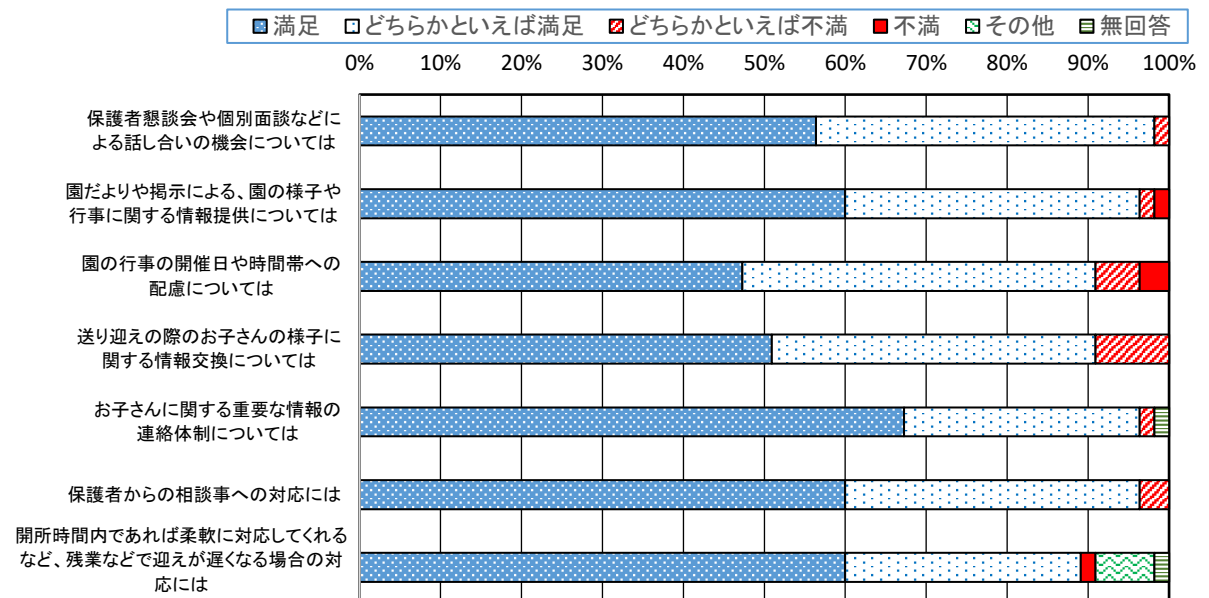 満足 どちらかといえば満足 どちらかといえば不満 不満 その他 無回答
0% 10% 20% 30% 40% 50% 60% 70% 80% 90% 100%
保護者懇談会や個別面談などに
よる話し合いの機会については
園だよりや掲示による、園の様子や
行事に関する情報提供については
園の行事の開催日や時間帯への
配慮については
送り迎えの際のお子さんの様子に
関する情報交換については
お子さんに関する重要な情報の
連絡体制については
保護者からの相談事への対応には
開所時間内であれば柔軟に対応してくれる
など、残業などで迎えが遅くなる場合の対
応には